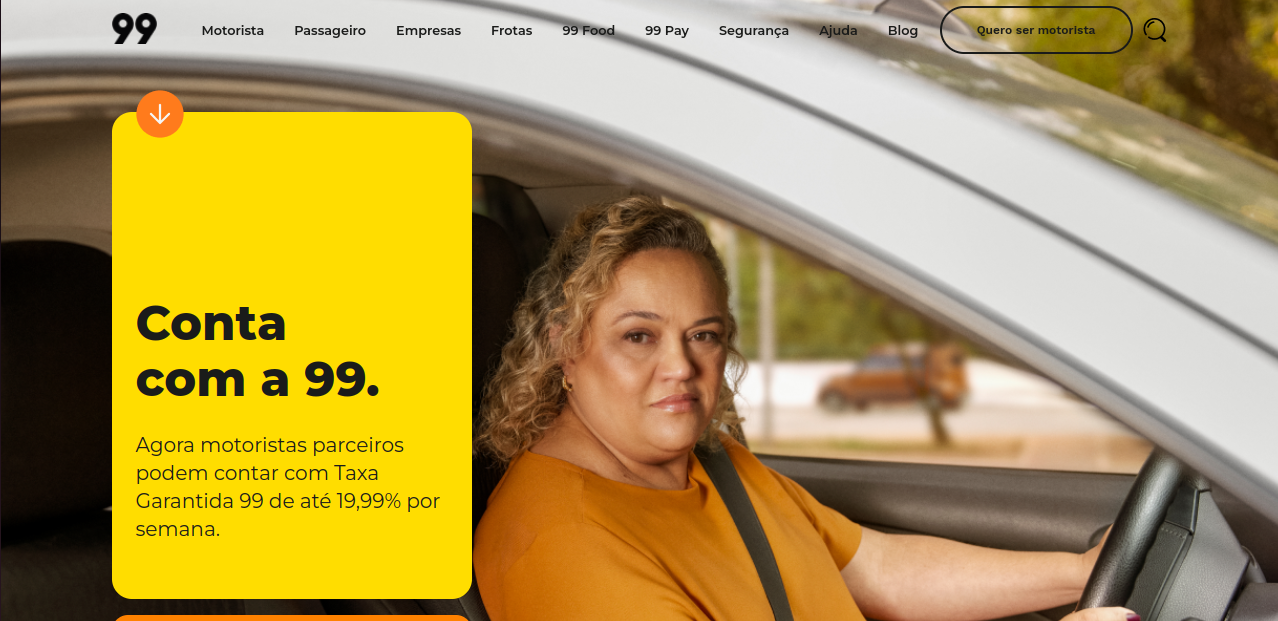 99 Motorista Passageiro Empresas Frotas 99 Food 99 Pay Segurança Ajuda Blog Quero ser motorista
Conta
com a 99.
Agora motoristas parceiros
podem contar com Taxa
Garantida 99 de até 19,99% por
semana.